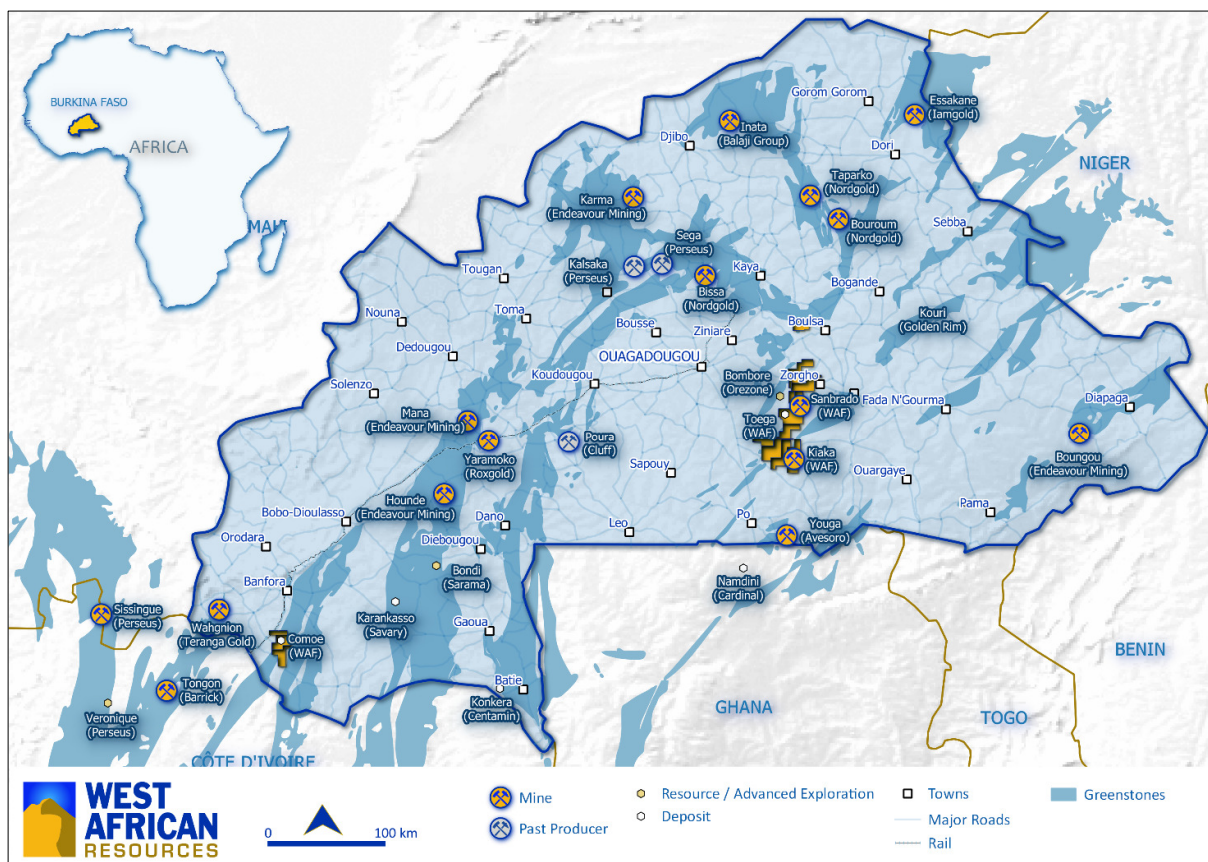 BURKINA FASO
AFRICA
Gorom Gorom
Essakane
(Iamgold)
Inata
(Balaji Group)
Djibo
Dori
NIGER
Taparko
(Nordgold)
Karma
(Endeavour Mining)
Bouroum
(Nordgold)
Sebba
Sega
(Perseus)
Kalsaka
(Perseus)
Tougan
Kaya
Bissa
(Nordgold)
Bogande
Nouna
Toma
Bousse
Ziniare
Boulsa
Kouri
(Golden Rim)
Dedougou
OUAGADOUGOU
Solenzo
Koudougou
Bombore
(Orezone)
Zorgho
Sanbrado
(WAF)
Fada N'Gourma
Diapaga
Mana
(Endeavour Mining)
Toega
(WAF)
Yaramoko
(Roxgold)
Poura
(Cluff)
Kiaka
(WAF)
Boungou
(Endeavour Mining)
Sapouy
Ouargaye
Hounde
(Endeavour Mining)
Pama
Bobo-Dioulasso
Dano
Leo
Po
Youga
(Avesoro)
Orodara
Diebougou
Bondi
(Sarama)
Namdini
(Cardinal)
Banfora
Karankasso
(Savary)
Sissingue
(Perseus)
Wahgnion
(Teranga Gold)
Gaoua
Comoe
(WAF)
BENIN
Tongon
(Barrick)
Batie
Konkera
(Centamin)
Veronique
(Perseus)
GHANA
TOGO
CÔTE D'IVOIRE
WEST
AFRICAN
RESOURCES
0 100 km
Mine
Past Producer
Resource / Advanced Exploration
Deposit
Towns
Major Roads
Rail
Greenstones